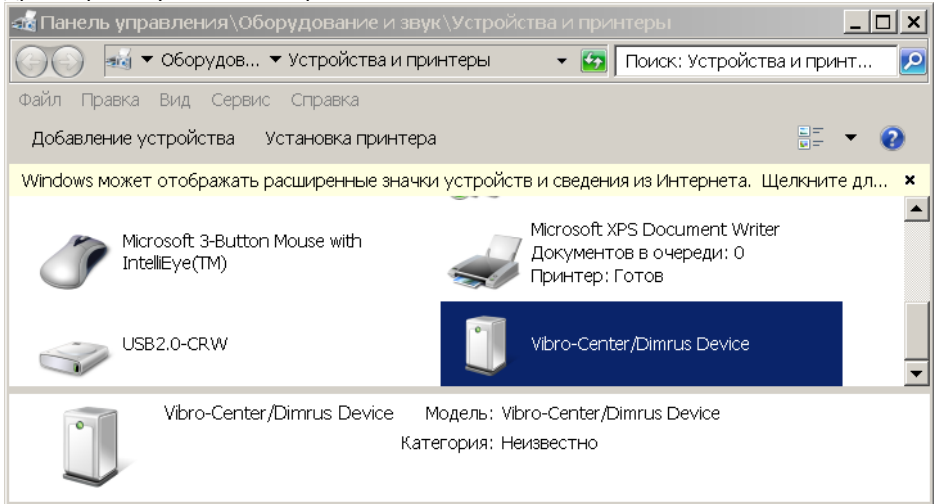 Панель управления\Оборудование и звук\Устройства и принтеры
Оборудов... Устройства и принтеры
Поиск: Устройства и принт...
Файл Правка Вид Сервис Справка
Добавление устройства Установка принтера
Windows может отображать расширенные значки устройств и сведения из Интернета. Щелкните дл...
Microsoft 3-Button Mouse with
IntelliEye(TM)
Microsoft XPS Document Writer
Документов в очереди: 0
Принтер: Готов
USB2.0-CRW
Vibro-Center/Dimrus Device
Vibro-Center/Dimrus Device Модель: Vibro-Center/Dimrus Device
Категория: Неизвестно